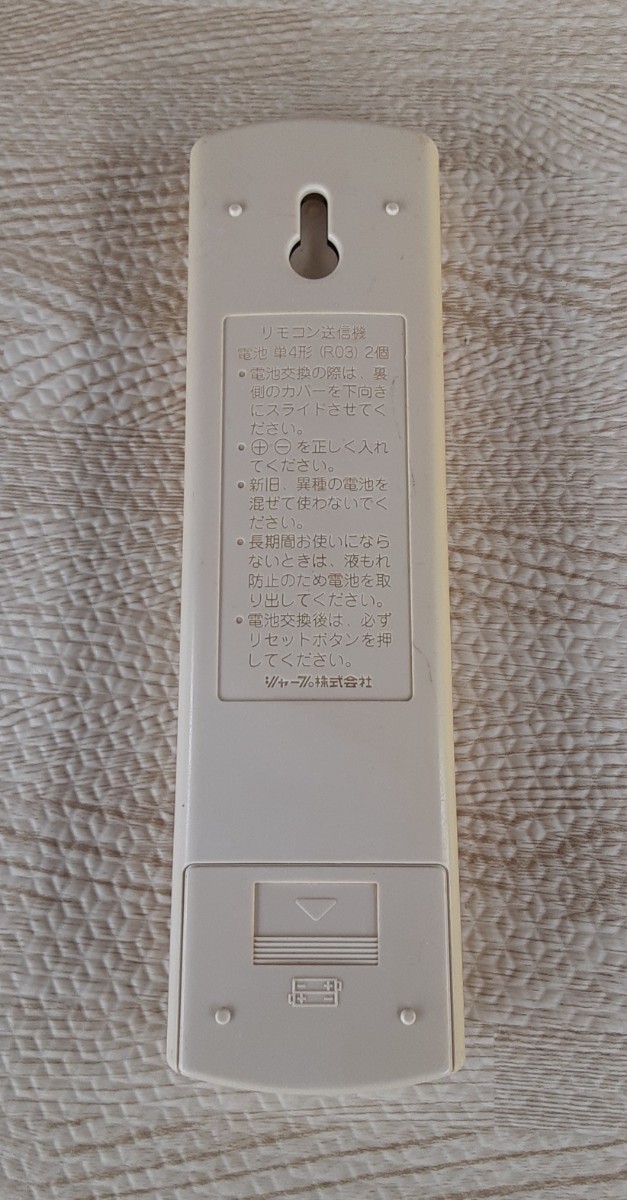 リモコン送信機
電池 単4形 (R03) 2個
• 電池交換の際は、裏
側のカバーを下向き
にスライドさせてく
ださい。
• ⊕ ⊖ を正しく入れ
てください。
• 新旧、異種の電池を
混ぜて使わないでく
ださい。
• 長期間お使いになら
ないときは、液もれ
防止のため電池を取
り出してください。
• 電池交換後は、必ず
リセットボタンを押
してください。
シャープ株式会社
- +
+ -